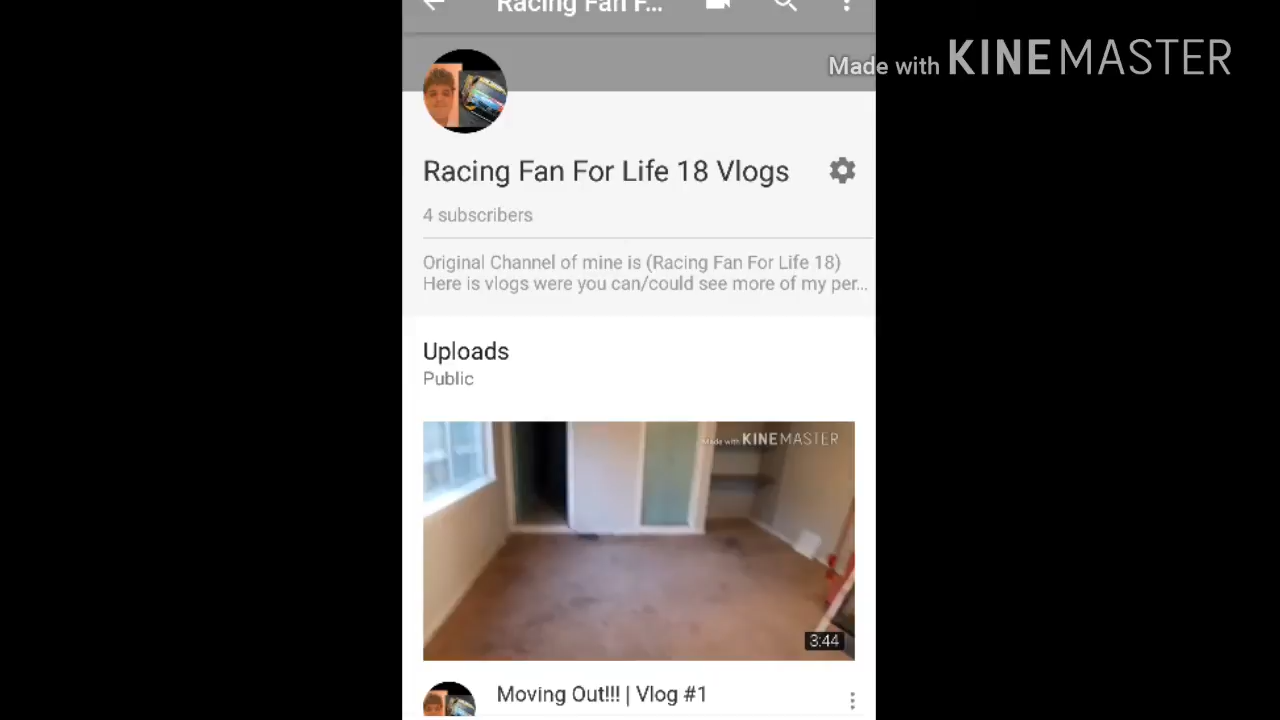 Racing Fan F...
Made with KINEMASTER
Racing Fan For Life 18 Vlogs
4 subscribers
Original Channel of mine is (Racing Fan For Life 18)
Here is vlogs were you can/could see more of my per...
Uploads
Public
Made with KINEMASTER
3:44
Moving Out!!! | Vlog #1